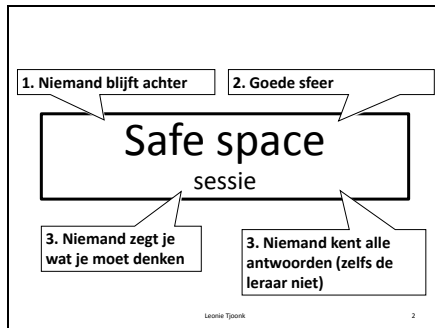 1. Niemand blijft achter
2. Goede sfeer
Safe space
sessie
3. Niemand zegt je
wat je moet denken
3. Niemand kent alle
antwoorden (zelfs de
leraar niet)
Leonie Tjoonk
2